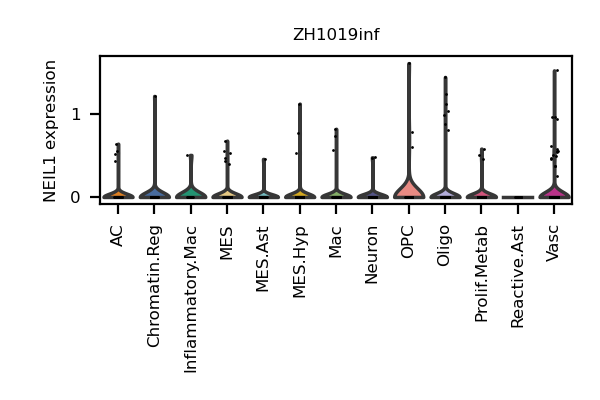 ZH1019inf
NEIL1 expression
1
0
AC
Chromatin.Reg
Inflammatory.Mac
MES
MES.Ast
MES.Hyp
Mac
Neuron
OPC
Oligo
Prolif.Metab
Reactive.Ast
Vasc